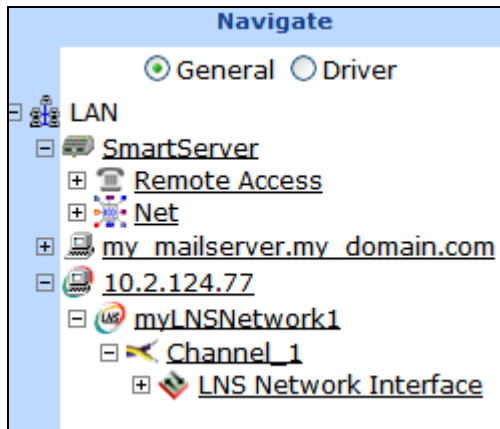 Navigate
General Driver
LAN
SmartServer
Remote Access
Net
my_mailserver.my_domain.com
10.2.124.77
myLNSNetwork1
Channel_1
LNS Network Interface